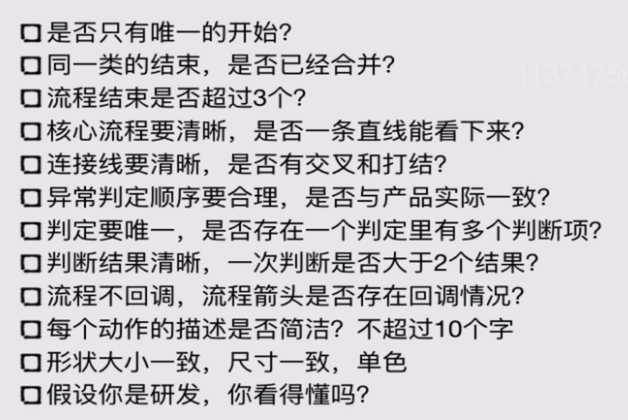 是否只有唯一的开始？
同一类的结束，是否已经合并？
流程结束是否超过3个？
核心流程要清晰，是否一条直线能看下来？
连接线要清晰，是否有交叉和打结？
异常判定顺序要合理，是否与产品实际一致？
判定要唯一，是否存在一个判定里有多个判断项？
判断结果清晰，一次判断是否大于2个结果？
流程不回调，流程箭头是否存在回调情况？
每个动作的描述是否简洁？不超过10个字
形状大小一致，尺寸一致，单色
假设你是研发，你看得懂吗？